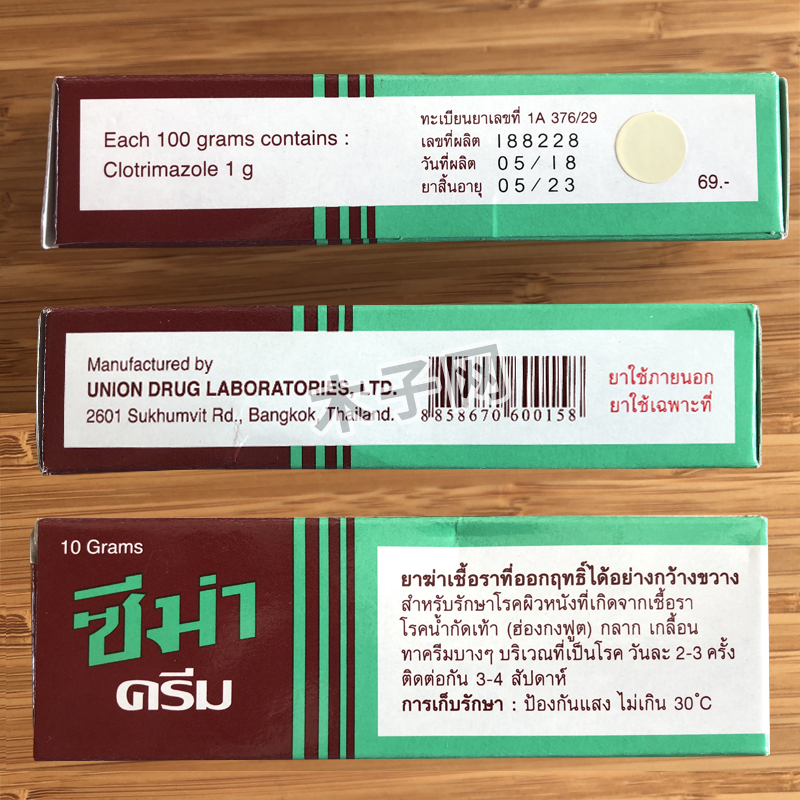 Each 100 grams contains :
Clotrimazole 1 g
ทะเบียนยาเลขที่ 1A 376/29
เลขที่ผลิต 188228
วันที่ผลิต 05/18
ยาสิ้นอายุ 05/23
69.-
Manufactured by
UNION DRUG LABORATORIES, LTD.
2601 Sukhumvit Rd., Bangkok, Thailand.
8 858670 600158
ยาใช้ภายนอก
ยาใช้เฉพาะที่
木子网
10 Grams
ซีม่า
ครีม
ยาฆ่าเชื้อราที่ออกฤทธิ์ได้อย่างกว้างขวาง
สำหรับรักษาโรคผิวหนังที่เกิดจากเชื้อรา
โรคน้ำกัดเท้า (ฮ่องกงฟูต) กลาก เกลื้อน
ทาครีมบางๆ บริเวณที่เป็นโรค วันละ 2-3 ครั้ง
ติดต่อกัน 3-4 สัปดาห์
การเก็บรักษา : ป้องกันแสง ไม่เกิน 30°C